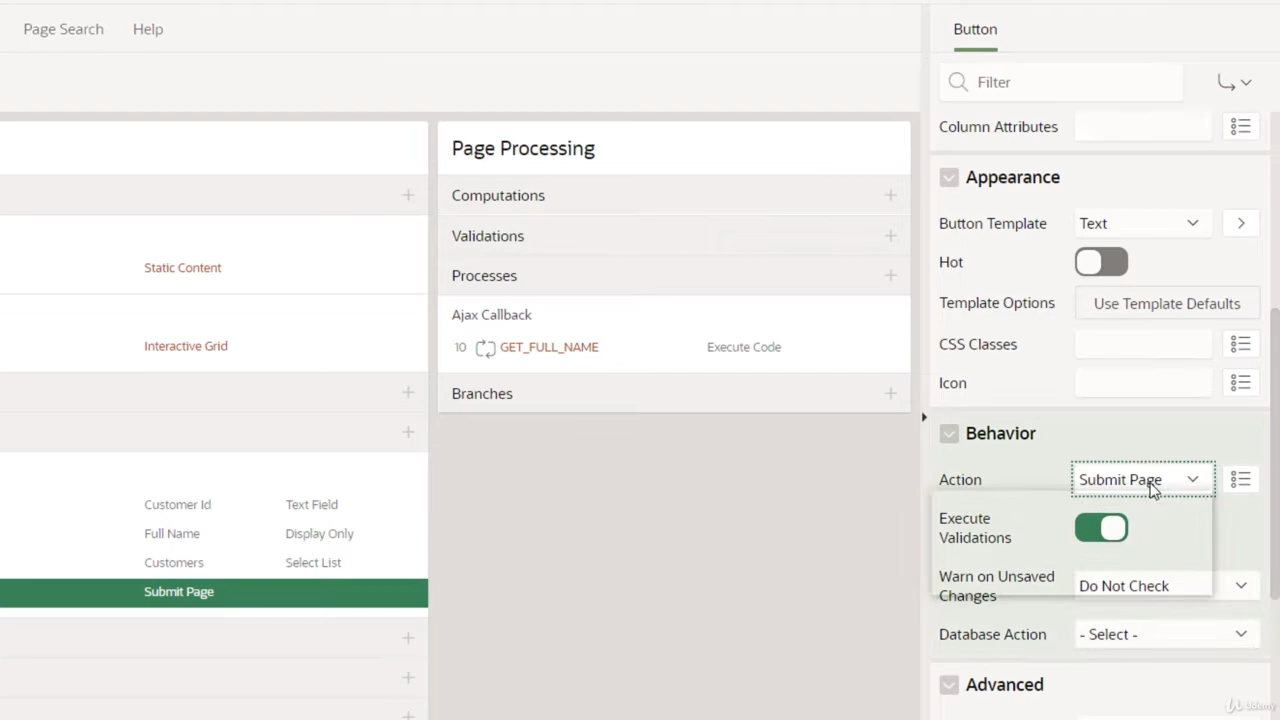 Page Search Help
Button
Filter
Column Attributes
Page Processing
Appearance
Computations
Button Template Text
Validations
Hot
Static Content
Processes
Template Options Use Template Defaults
Ajax Callback
Interactive Grid
10 GET_FULL_NAME Execute Code
CSS Classes
Icon
Branches
Behavior
Action Submit Page
Customer Id Text Field
Execute
Validations
Full Name Display Only
Customers Select List
Submit Page
Warn on Unsaved
Changes
Do Not Check
Database Action - Select -
Advanced
Udemy